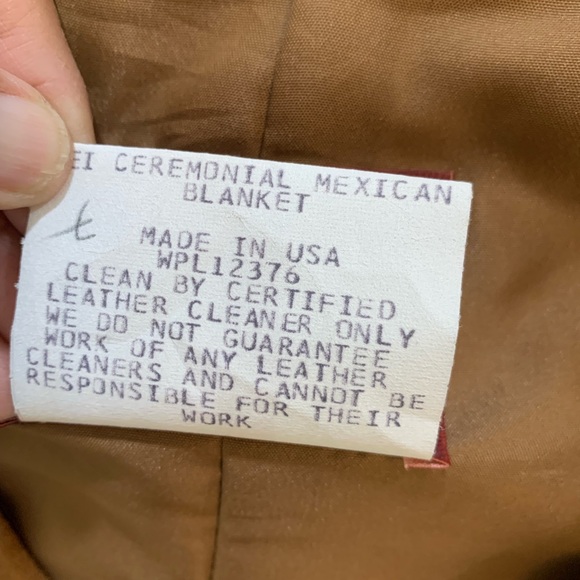 EI CEREMONIAL MEXICAN
BLANKET
t
MADE IN USA
WPL12376
CLEAN BY CERTIFIED
LEATHER CLEANER ONLY
WE DO NOT GUARANTEE
WORK OF ANY LEATHER
CLEANERS AND CANNOT BE
RESPONSIBLE FOR THEIR
WORK